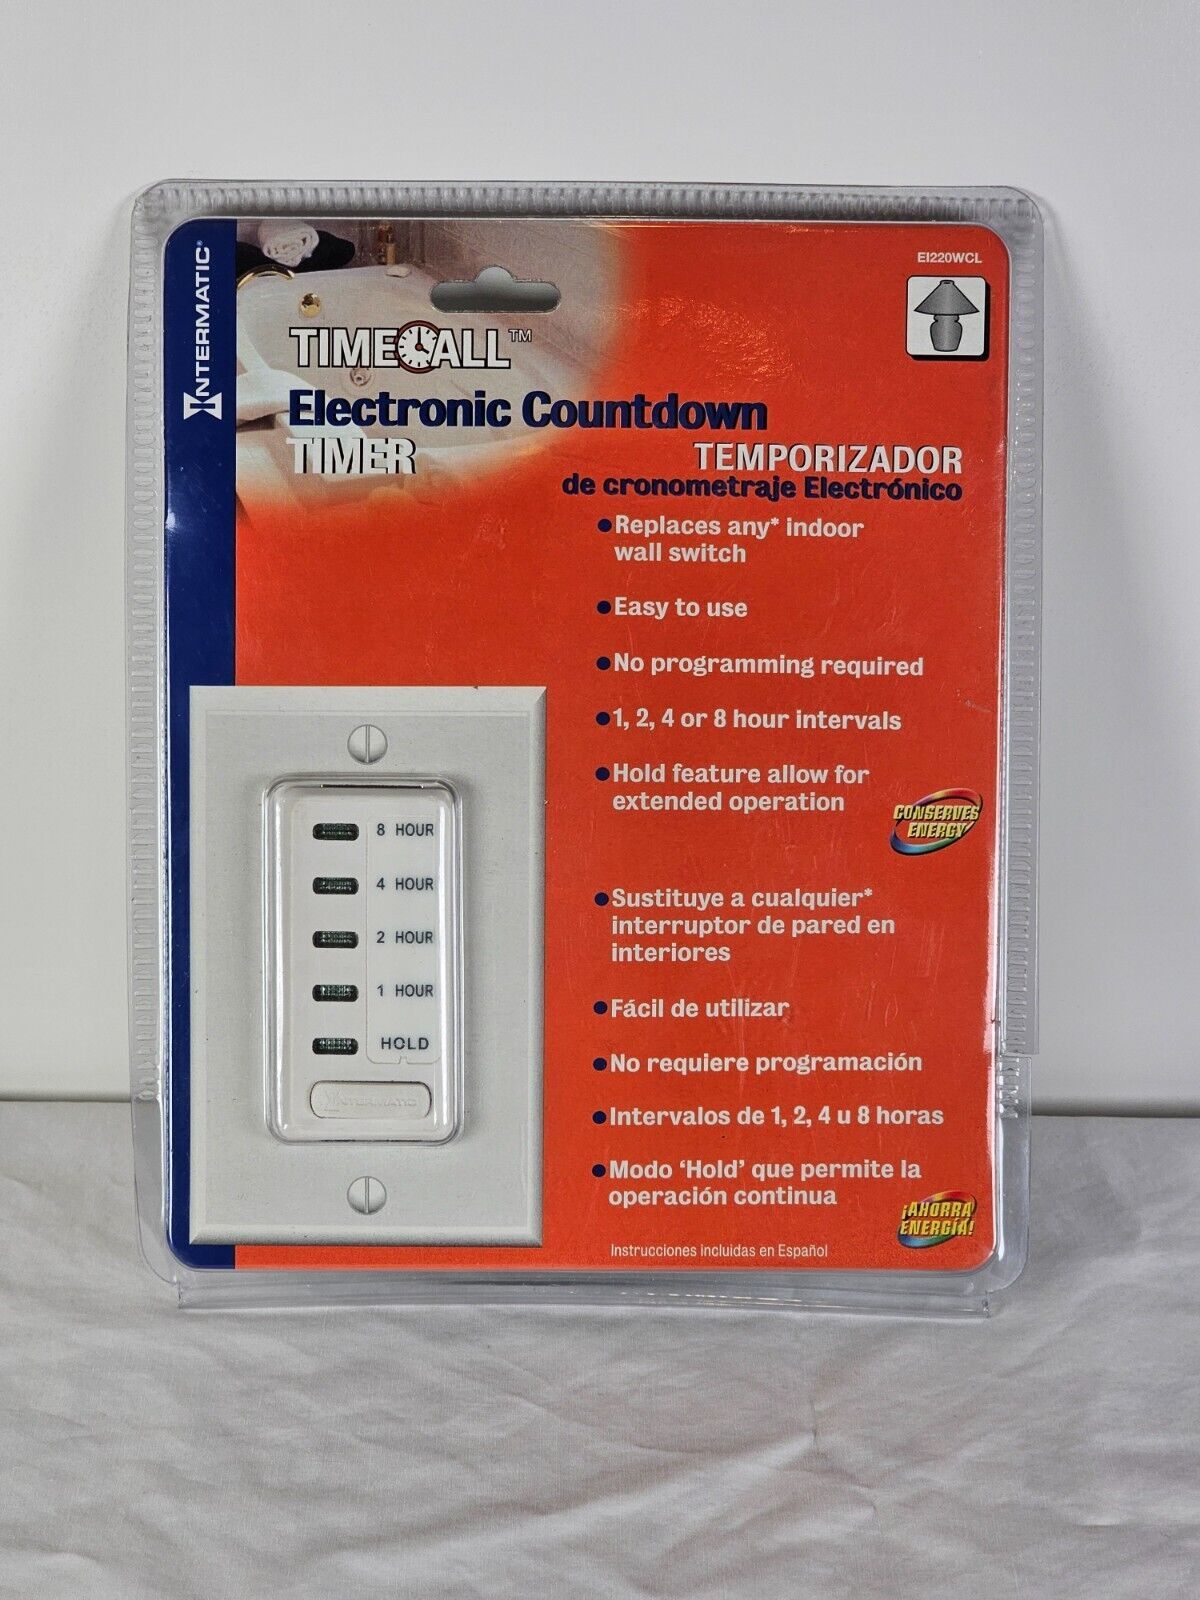 INTERMATIC®
EI220WCL
TIME ALL™
Electronic Countdown
TIMER
TEMPORIZADOR
de cronometraje Electrónico
•Replaces any* indoor
wall switch
•Easy to use
•No programming required
•1, 2, 4 or 8 hour intervals
•Hold feature allow for
extended operation
CONSERVES
ENERGY
•Sustituye a cualquier*
interruptor de pared en
interiores
•Fácil de utilizar
•No requiere programación
•Intervalos de 1, 2, 4 u 8 horas
•Modo ‘Hold’ que permite la
operación continua
¡AHORRA
ENERGÍA!
Instrucciones incluidas en Español
8 HOUR
4 HOUR
2 HOUR
1 HOUR
HOLD
INTERMATIC